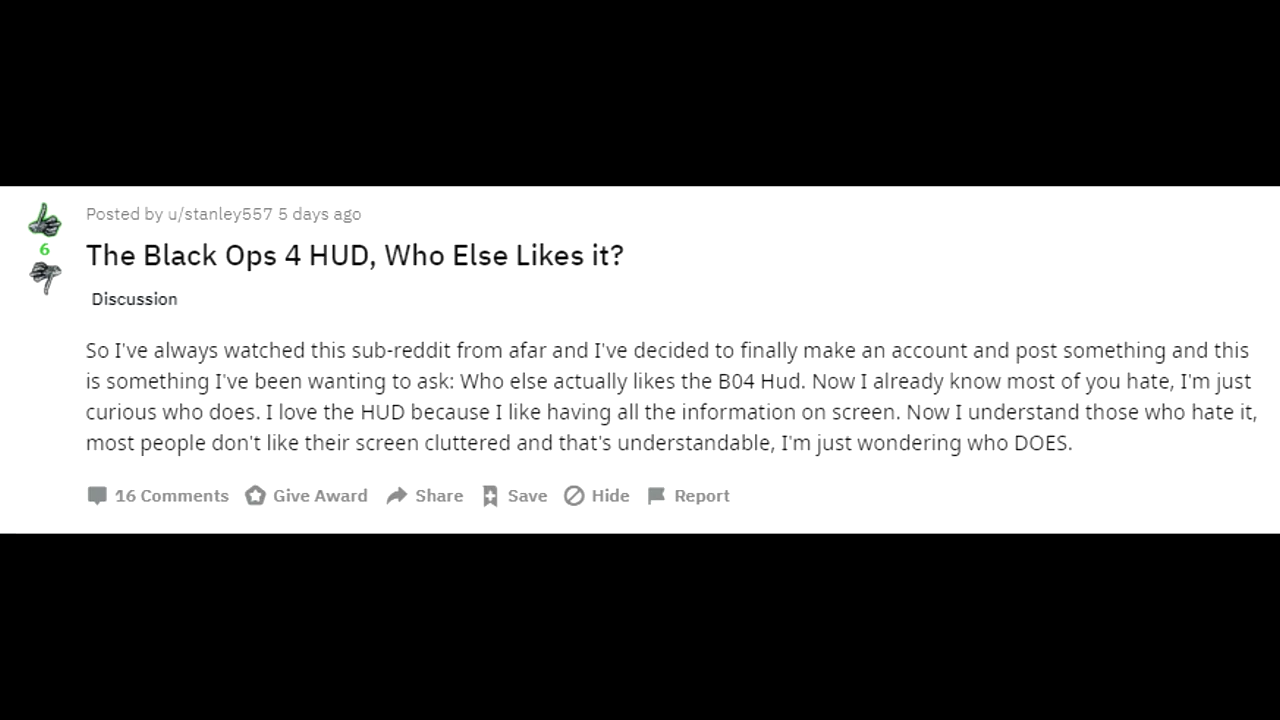 Posted by u/stanley557 5 days ago
6
The Black Ops 4 HUD, Who Else Likes it?
Discussion
So I've always watched this sub-reddit from afar and I've decided to finally make an account and post something and this
is something I've been wanting to ask: Who else actually likes the B04 Hud. Now I already know most of you hate, I'm just
curious who does. I love the HUD because I like having all the information on screen. Now I understand those who hate it,
most people don't like their screen cluttered and that's understandable, I'm just wondering who DOES.
16 Comments Give Award Share Save Hide Report